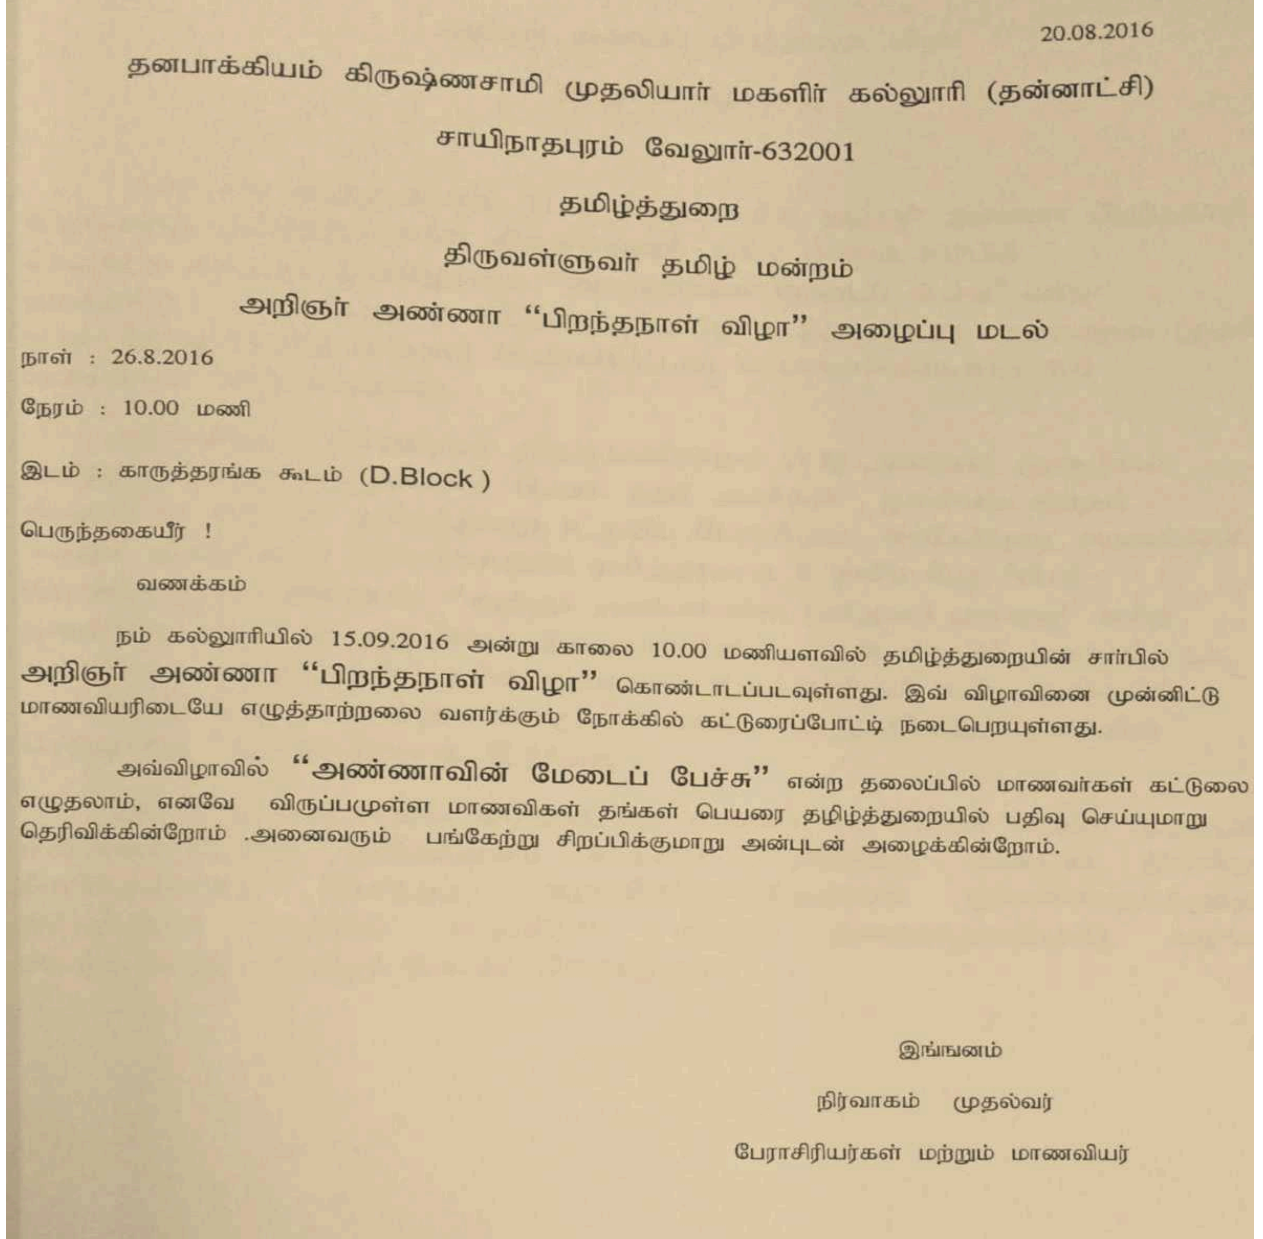 20.08.2016
தனபாக்கியம் கிருஷ்ணசாமி முதலியார் மகளிர் கல்லூரி (தன்னாட்சி)
சாயிநாதபுரம் வேலூர்-632001
தமிழ்த்துறை
திருவள்ளுவர் தமிழ் மன்றம்
அறிஞர் அண்ணா “பிறந்தநாள் விழா” அழைப்பு மடல்
நாள் : 26.8.2016
நேரம் : 10.00 மணி
இடம் : காருத்தரங்க கூடம் (D.Block )
பெருந்தகையீர் !
வணக்கம்
நம் கல்லூரியில் 15.09.2016 அன்று காலை 10.00 மணியளவில் தமிழ்த்துறையின் சார்பில்
அறிஞர் அண்ணா “பிறந்தநாள் விழா” கொண்டாடப்படவுள்ளது. இவ் விழாவினை முன்னிட்டு
மாணவியரிடையே எழுத்தாற்றலை வளர்க்கும் நோக்கில் கட்டுரைப்போட்டி நடைபெறயுள்ளது.
அவ்விழாவில் “அண்ணாவின் மேடைப் பேச்சு” என்ற தலைப்பில் மாணவர்கள் கட்டுலை
எழுதலாம், எனவே விருப்பமுள்ள மாணவிகள் தங்கள் பெயரை தழிழ்த்துறையில் பதிவு செய்யுமாறு
தெரிவிக்கின்றோம் .அனைவரும் பங்கேற்று சிறப்பிக்குமாறு அன்புடன் அழைக்கின்றோம்.
இங்ஙனம்
நிர்வாகம் முதல்வர்
பேராசிரியர்கள் மற்றும் மாணவியர்